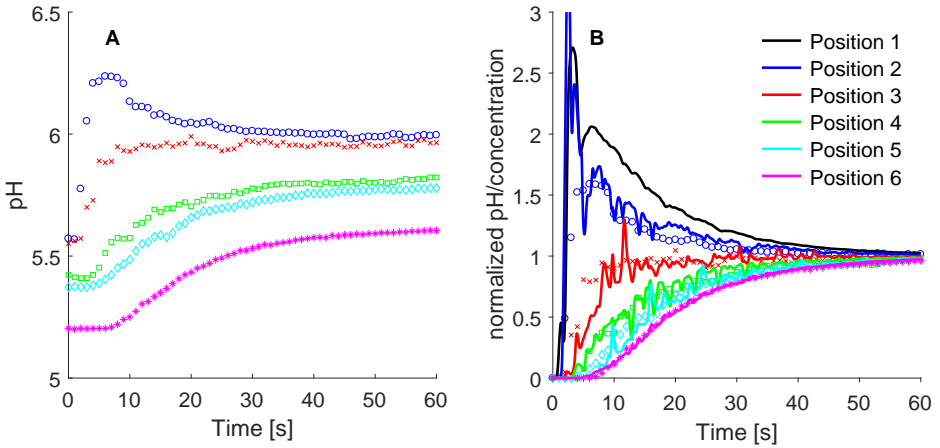 A
6.5
6
5.5
5
pH
0 10 20 30 40 50 60
Time [s]
B
3
2.5
2
1.5
1
0.5
0
normalized pH/concentration
0 10 20 30 40 50 60
Time [s]
Position 1
Position 2
Position 3
Position 4
Position 5
Position 6